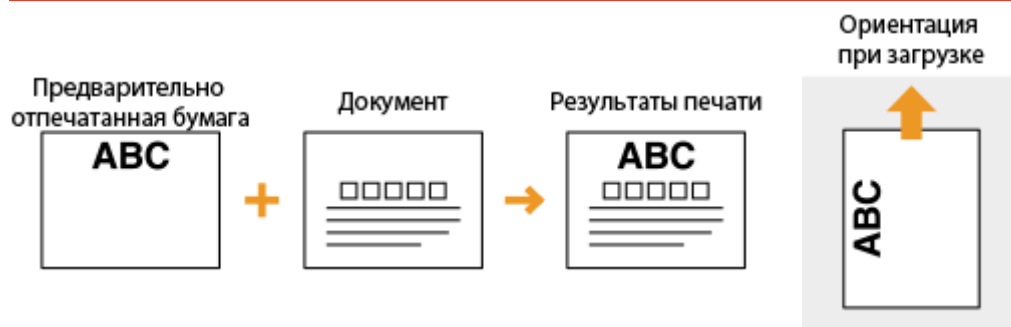 Ориентация
при загрузке
Предварительно
отпечатанная бумага
Документ
Результаты печати
ABC
ABC
ABC